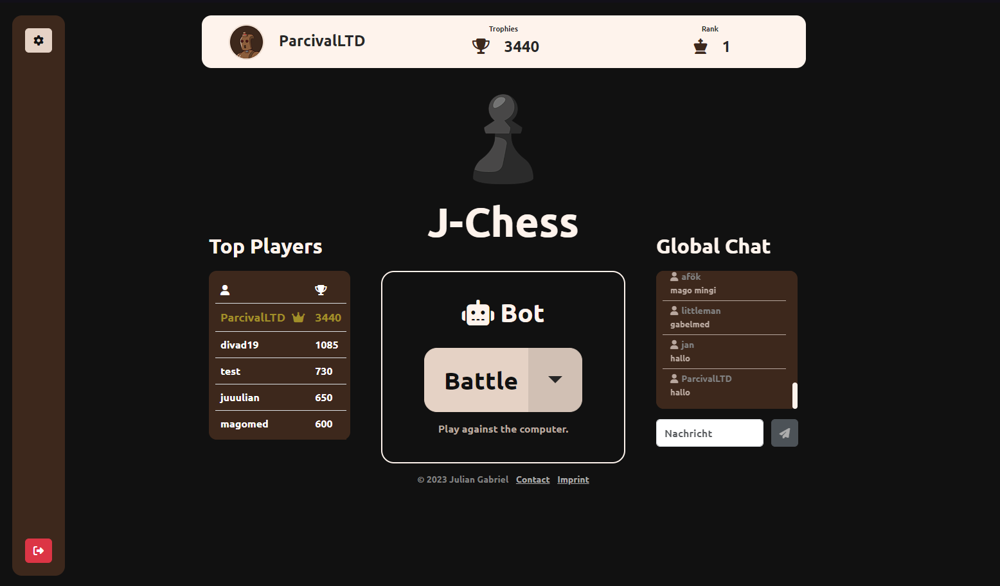 ParcivalLTD
Trophies
3440
Rank
1
J-Chess
Top Players
ParcivalLTD 3440
divad19 1085
test 730
juuulian 650
magomed 600
Bot
Battle
Play against the computer.
© 2023 Julian Gabriel Contact Imprint
Global Chat
afök
mago mingi
littleman
gabelmed
jan
hallo
ParcivalLTD
hallo
Nachricht